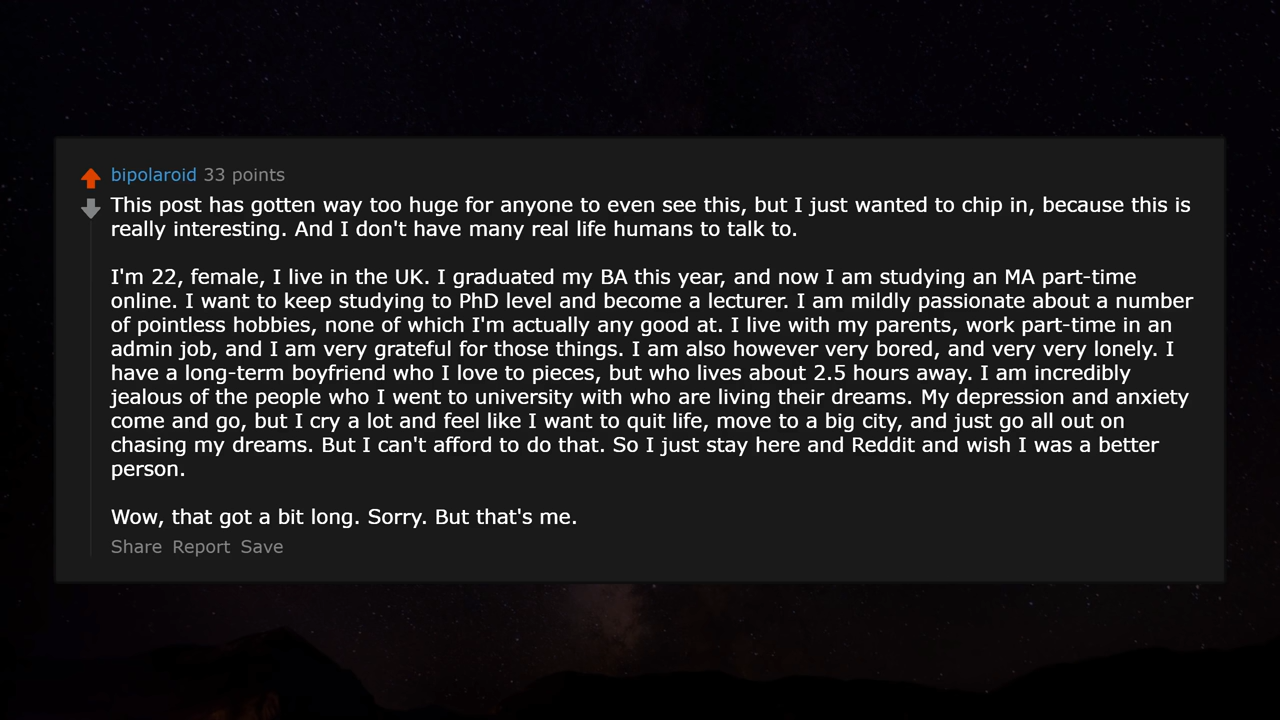 bipolaroid 33 points
This post has gotten way too huge for anyone to even see this, but I just wanted to chip in, because this is
really interesting. And I don't have many real life humans to talk to.
I'm 22, female, I live in the UK. I graduated my BA this year, and now I am studying an MA part-time
online. I want to keep studying to PhD level and become a lecturer. I am mildly passionate about a number
of pointless hobbies, none of which I'm actually any good at. I live with my parents, work part-time in an
admin job, and I am very grateful for those things. I am also however very bored, and very very lonely. I
have a long-term boyfriend who I love to pieces, but who lives about 2.5 hours away. I am incredibly
jealous of the people who I went to university with who are living their dreams. My depression and anxiety
come and go, but I cry a lot and feel like I want to quit life, move to a big city, and just go all out on
chasing my dreams. But I can't afford to do that. So I just stay here and Reddit and wish I was a better
person.
Wow, that got a bit long. Sorry. But that's me.
Share Report Save